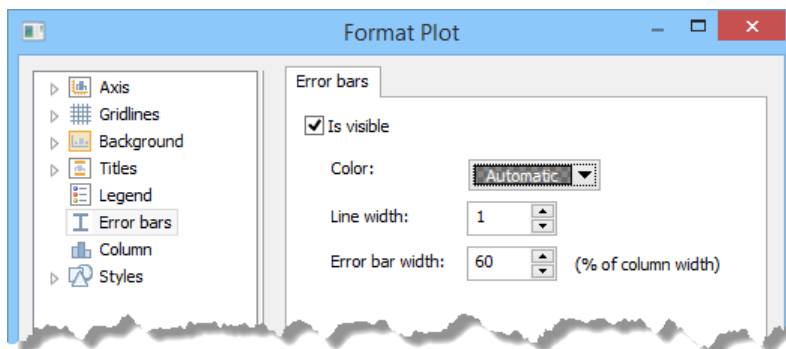 Format Plot
Axis
Gridlines
Background
Titles
Legend
Error bars
Column
Styles
Error bars
Is visible
Color: Automatic
Line width: 1
Error bar width: 60 (% of column width)